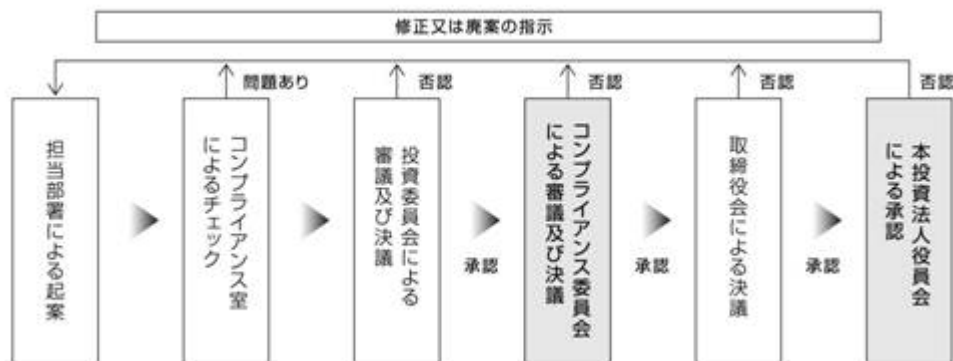 修正又は廃案の指示
問題あり
否認
否認
否認
否認
担当部署による起案
コンプライアンス室
によるチェック
投資委員会による
審議及び決議
承認
コンプライアンス委員会
による審議及び決議
承認
取締役会による決議
承認
本投資法人役員会
による承認